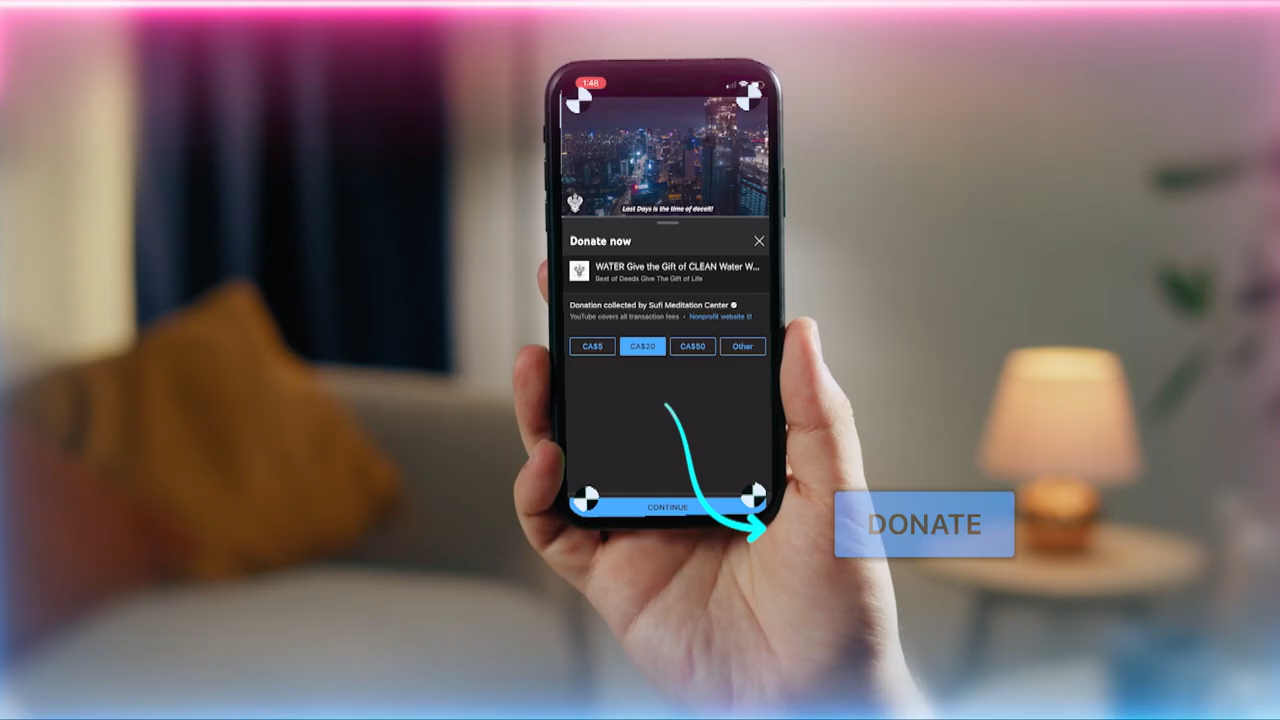 1:48
Last Days is the time of deceit!
Donate now
WATER Give the Gift of CLEAN Water W...
Best of Deeds Give The Gift of Life
Donation collected by Sufi Meditation Center
YouTube covers all transaction fees • Nonprofit website
CA$5 CA$20 CA$50 Other
CONTINUE
DONATE